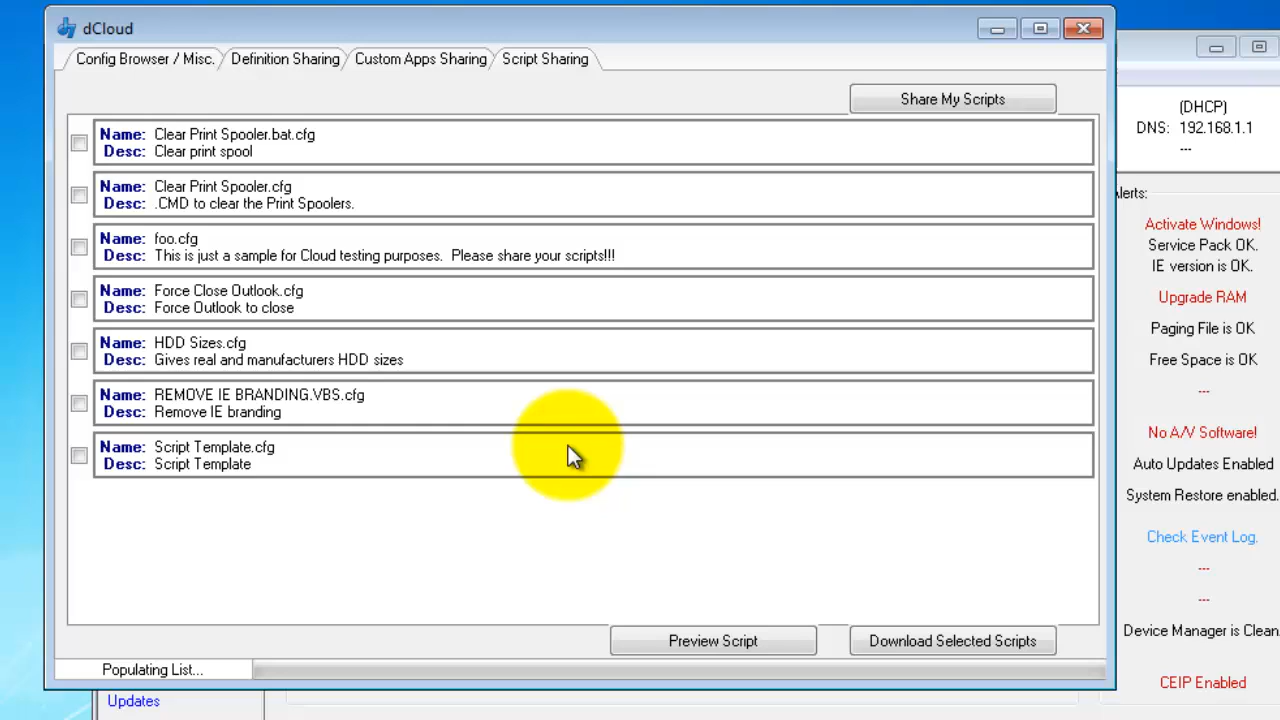 dCloud
Config Browser / Misc.
Definition Sharing
Custom Apps Sharing
Script Sharing
Share My Scripts
Name: Clear Print Spooler.bat.cfg
Desc: Clear print spool
Name: Clear Print Spooler.cfg
Desc: .CMD to clear the Print Spoolers.
Name: foo.cfg
Desc: This is just a sample for Cloud testing purposes. Please share your scripts!!!
Name: Force Close Outlook.cfg
Desc: Force Outlook to close
Name: HDD Sizes.cfg
Desc: Gives real and manufacturers HDD sizes
Name: REMOVE IE BRANDING.VBS.cfg
Desc: Remove IE branding
Name: Script Template.cfg
Desc: Script Template
Preview Script
Download Selected Scripts
Populating List...
Updates
(DHCP)
DNS: 192.168.1.1
---
Alerts:
Activate Windows!
Service Pack OK.
IE version is OK.
Upgrade RAM
Paging File is OK
Free Space is OK
---
No A/V Software!
Auto Updates Enabled
System Restore enabled.
Check Event Log.
---
---
Device Manager is Clean.
CEIP Enabled